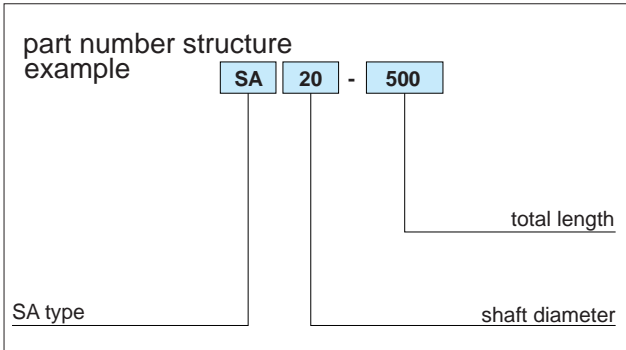 part number structure
example
SA 20 - 500
total length
SA type
shaft diameter